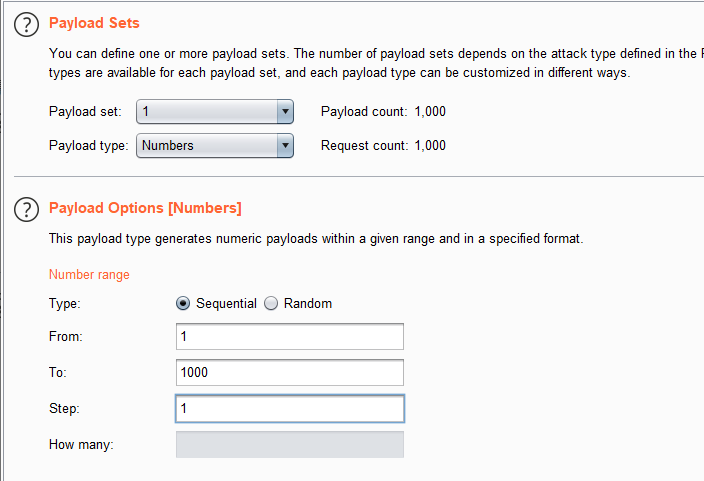 Payload Sets
You can define one or more payload sets. The number of payload sets depends on the attack type defined in the
types are available for each payload set, and each payload type can be customized in different ways.
Payload set: 1 Payload count: 1,000
Payload type: Numbers Request count: 1,000
Payload Options [Numbers]
This payload type generates numeric payloads within a given range and in a specified format.
Number range
Type: Sequential Random
From: 1
To: 1000
Step: 1
How many: